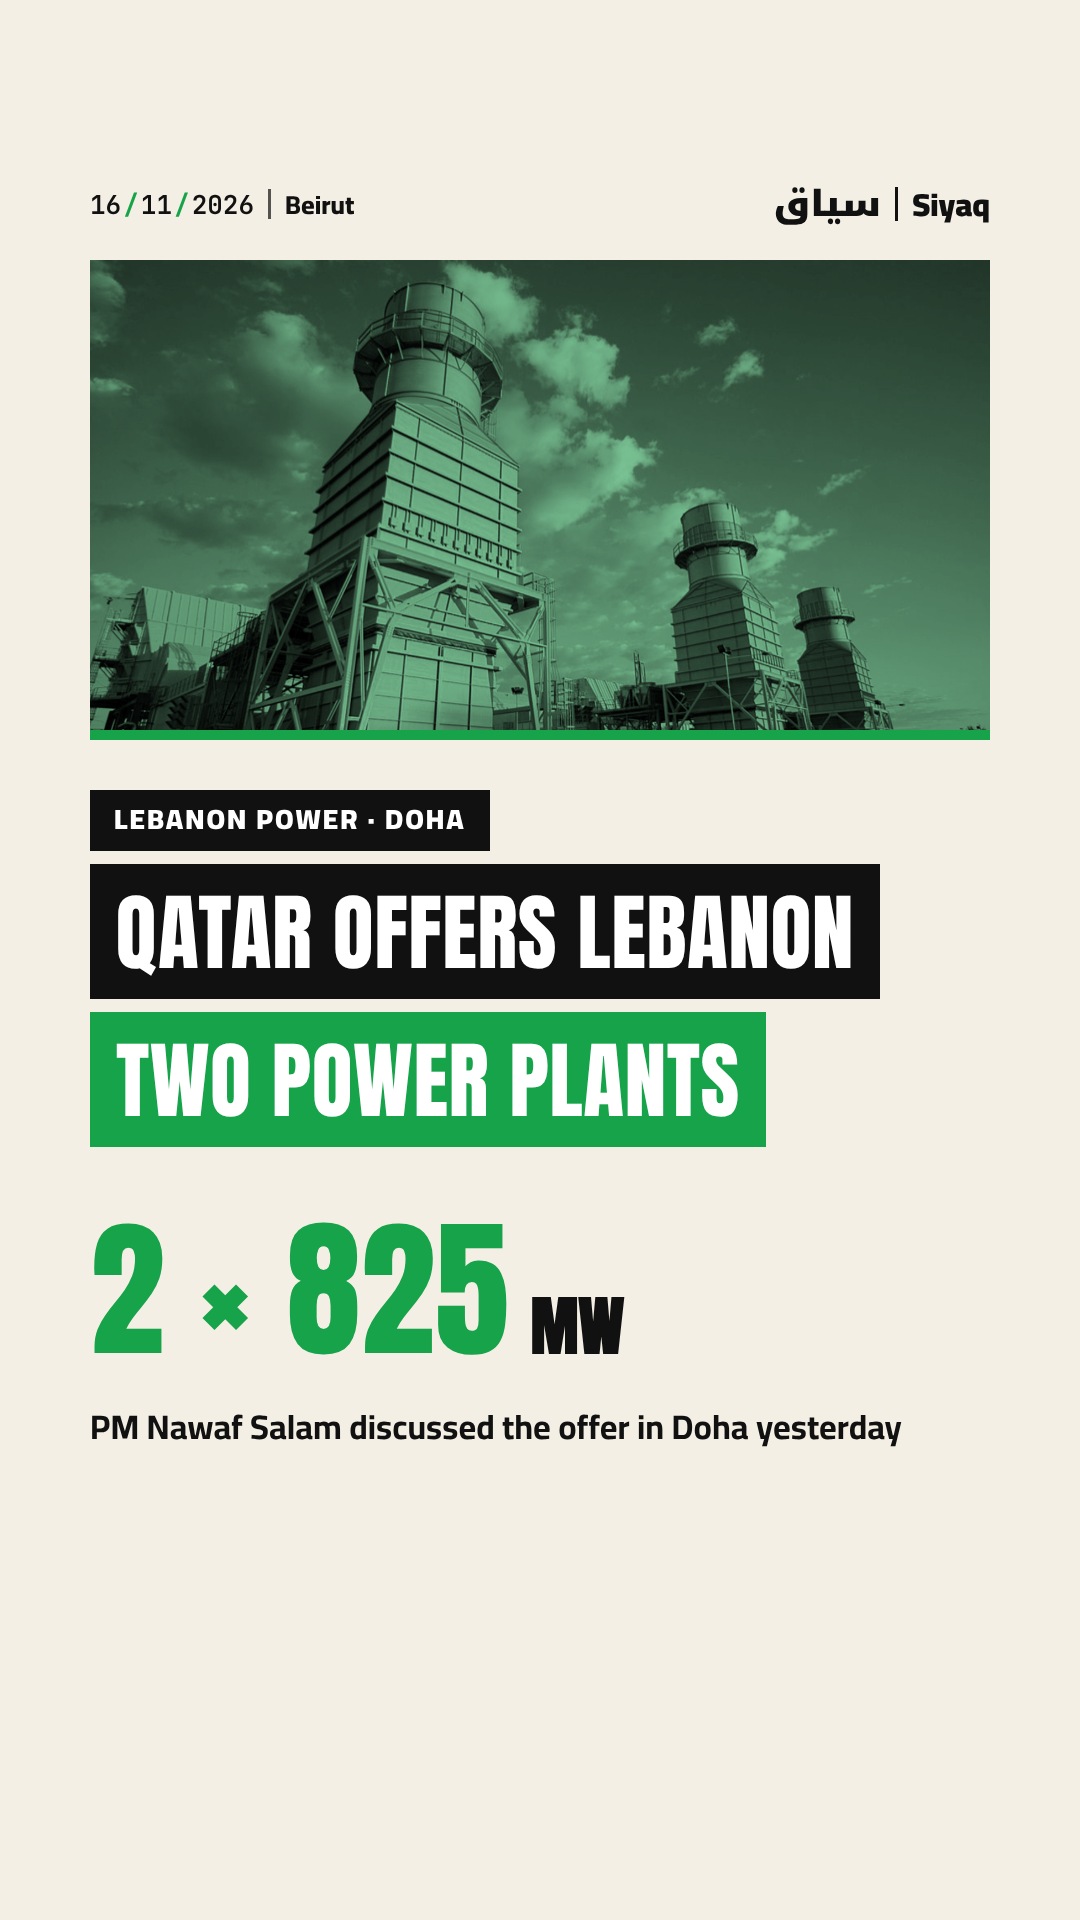 16/11/2026 | Beirut
سياق | Siyaq
LEBANON POWER · DOHA
QATAR OFFERS LEBANON
TWO POWER PLANTS
2 × 825 MW
PM Nawaf Salam discussed the offer in Doha yesterday